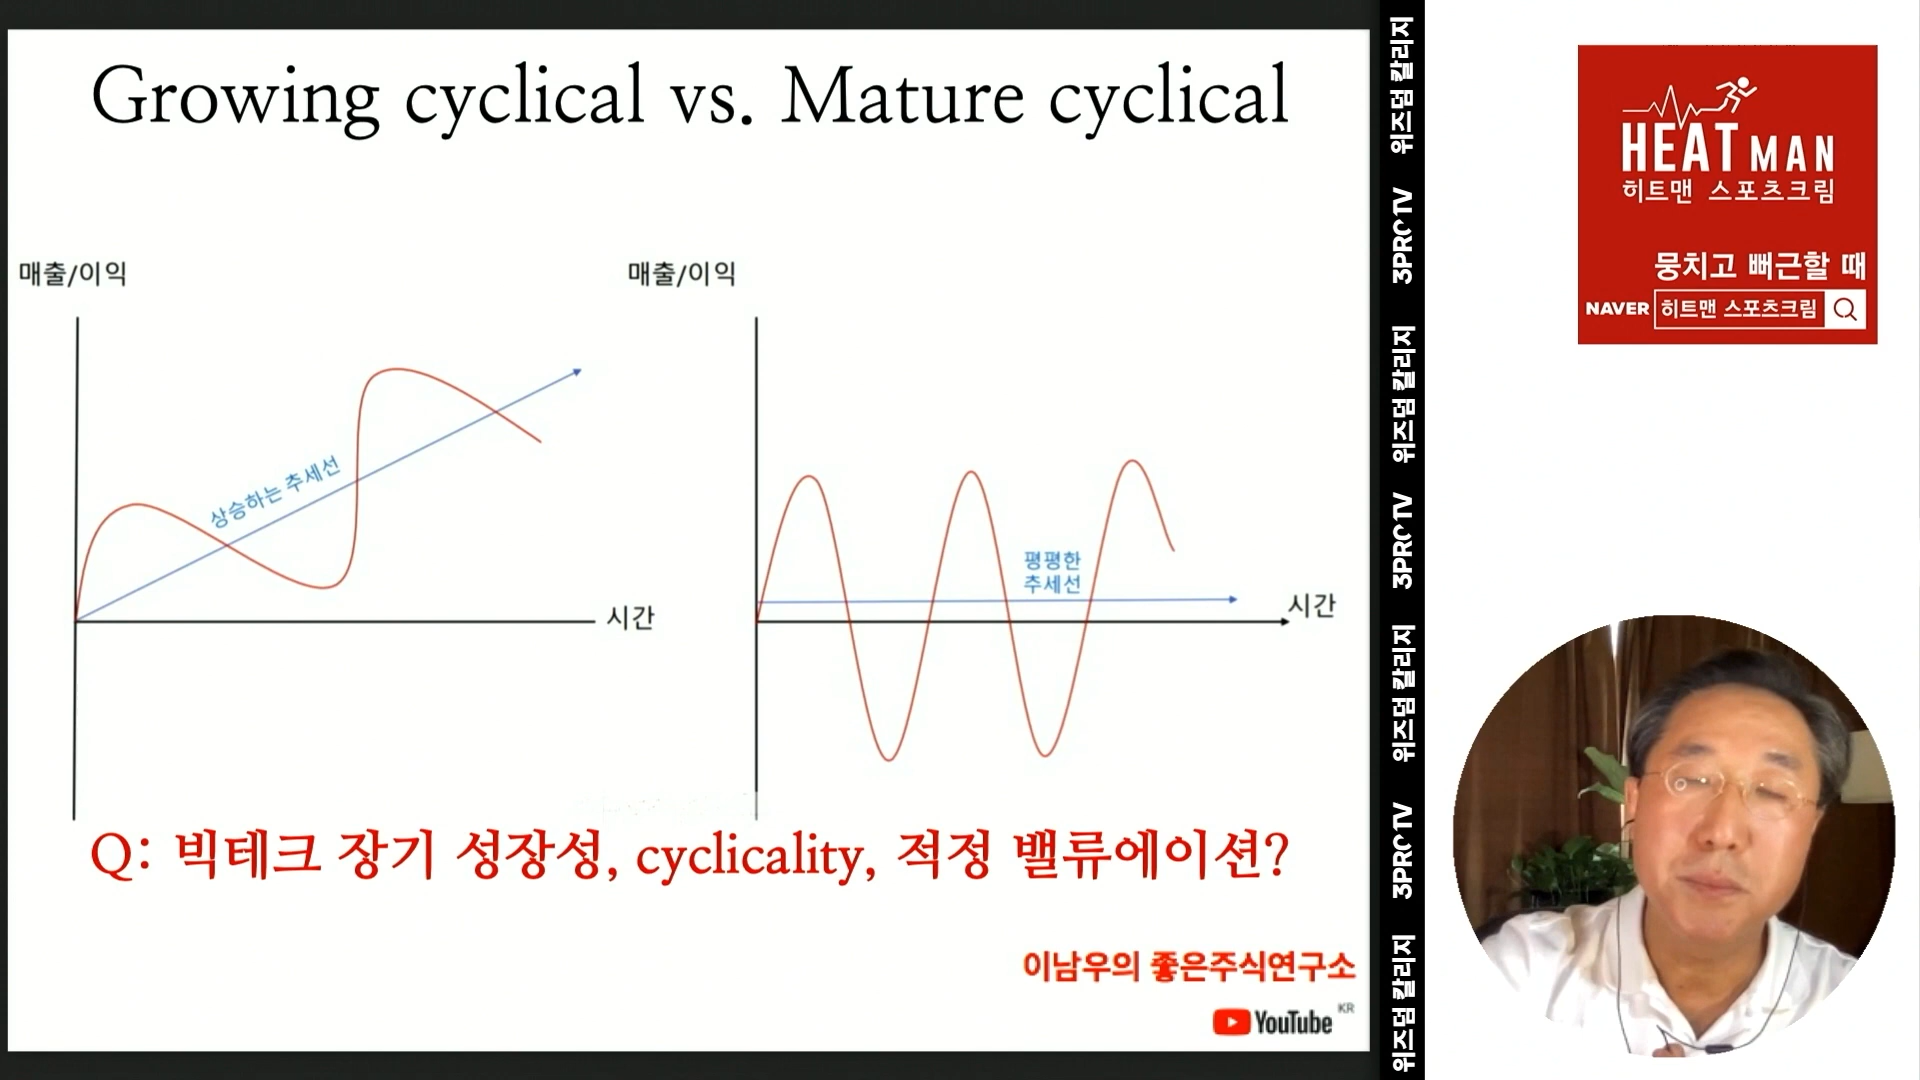 Growing cyclical vs. Mature cyclical
매출/이익
상승하는 추세선
시간
매출/이익
평평한
추세선
시간
Q: 빅테크 장기 성장성, cyclicality, 적정 밸류에이션?
이남우의 좋은주식연구소
YouTube KR
위즈덤 칼리지
3PROTV
위즈덤 칼리지
3PROTV
위즈덤 칼리지
3PROTV
위즈덤 칼리지
HEAT MAN
히트맨 스포츠크림
뭉치고 뻐근할 때
NAVER 히트맨 스포츠크림